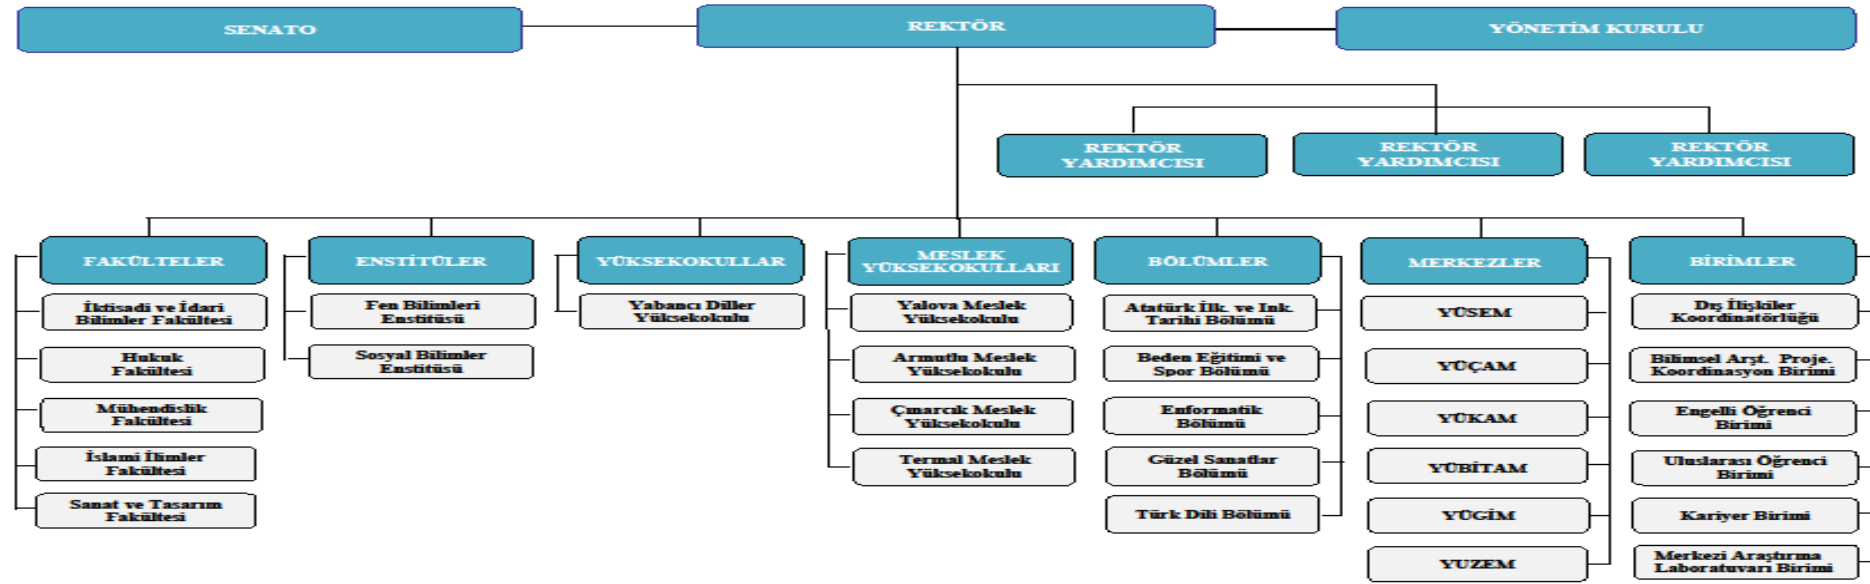 SENATO
REKTÖR
YÖNETİM KURULU
REKTÖR
YARDIMCISI
REKTÖR
YARDIMCISI
REKTÖR
YARDIMCISI
FAKÜLTELER
İktisadi ve İdari
Bilimler Fakültesi
Hukuk
Fakültesi
Mühendislik
Fakültesi
İslami İlimler
Fakültesi
Sanat ve Tasarım
Fakültesi
ENSTİTÜLER
Fen Bilimleri
Enstitüsü
Sosyal Bilimler
Enstitüsü
YÜKSEKOKULLAR
Yabancı Diller
Yüksekokulu
MESLEK
YÜKSEKOKULLARI
Yalova Meslek
Yüksekokulu
Armutlu Meslek
Yüksekokulu
Çınarcık Meslek
Yüksekokulu
Termal Meslek
Yüksekokulu
BÖLÜMLER
Atatürk İlk. ve Ink.
Tarihi Bölümü
Beden Eğitimi ve
Spor Bölümü
Enformatik
Bölümü
Güzel Sanatlar
Bölümü
Türk Dili Bölümü
MERKEZLER
YÜSEM
YÜÇAM
YÜKAM
YÜBİTAM
YÜGİM
YUZEM
BİRİMLER
Dış İlişkiler
Koordinatörlüğü
Bilimsel Arşt. Proje.
Koordinasyon Birimi
Engelli Öğrenci
Birimi
Uluslarası Öğrenci
Birimi
Kariyer Birimi
Merkezi Araştırma
Laboratuvarı Birimi